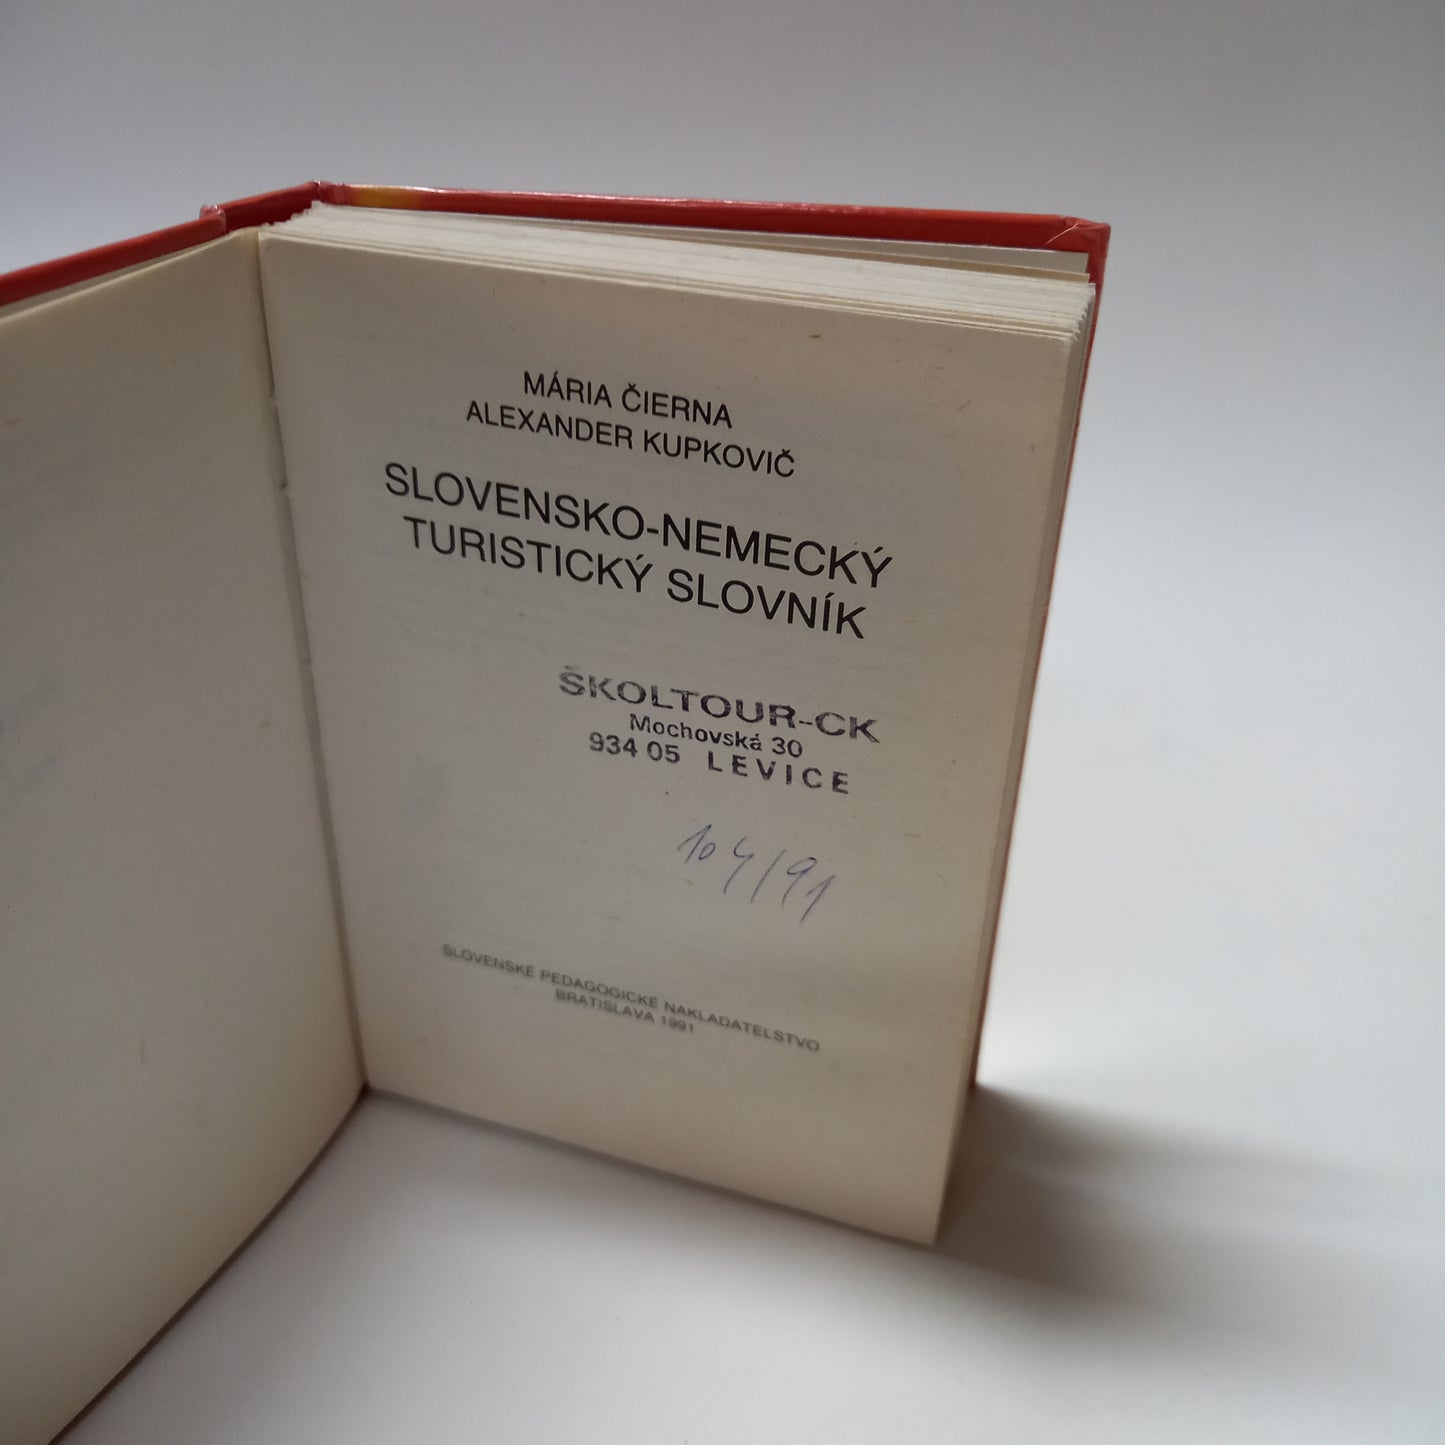 MÁRIA ČIERNA
ALEXANDER KUPKOVIČ
SLOVENSKO-NEMECKÝ
TURISTICKÝ SLOVNÍK
ŠKOLTOUR-CK
Mochovská 30
934 05 LEVICE
104/91
SLOVENSKÉ PEDAGOGICKÉ NAKLADATELSTVO
BRATISLAVA 1991